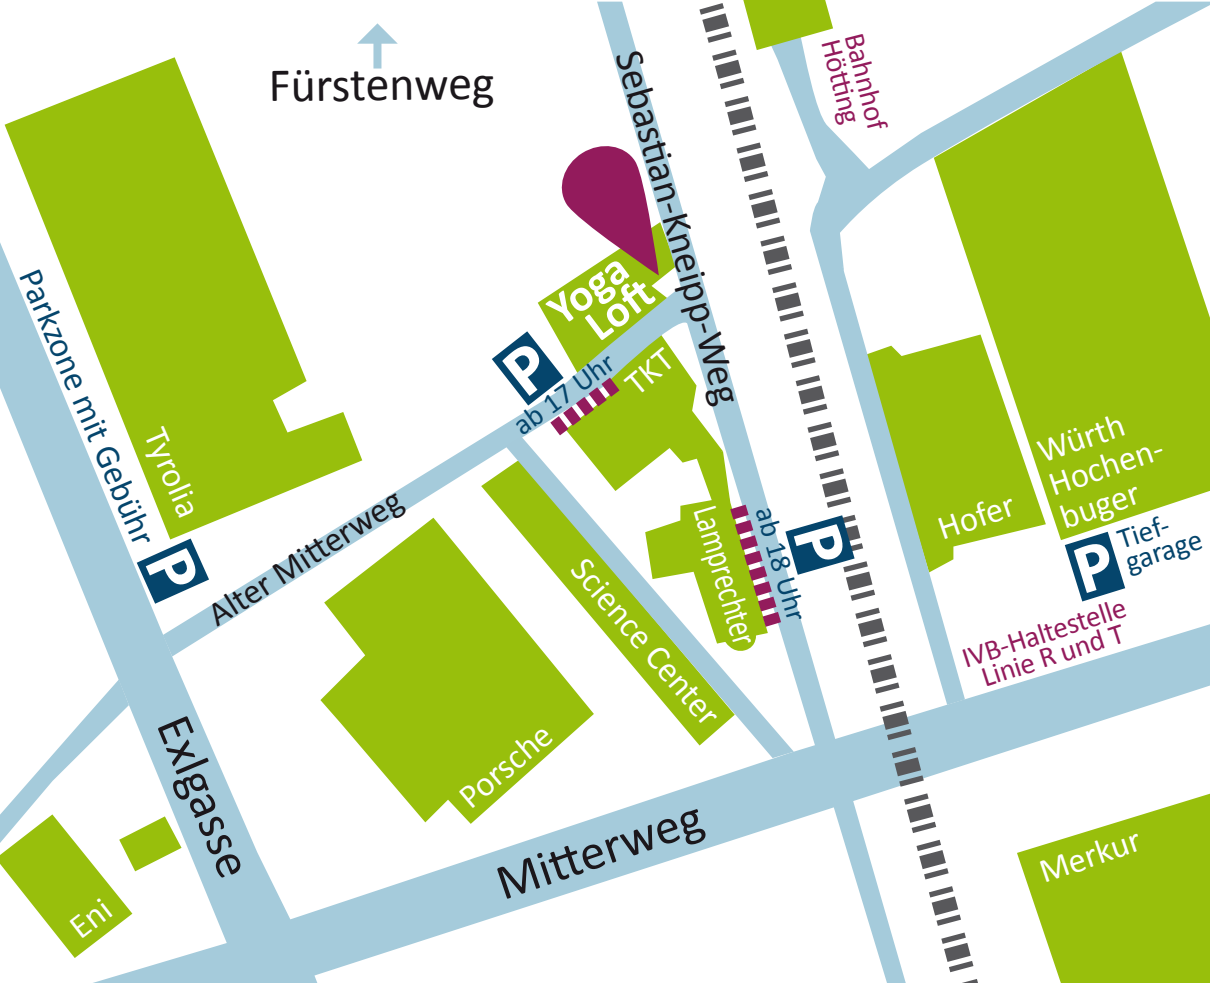 Fürstenweg
Sebastian-Kneipp-Weg
Bahnhof
Hötting
Yoga
Loft
Parkzone mit Gebühr
Tyrolia
P
P
ab 17 Uhr
TKT
Alter Mitterweg
Science Center
Lamprechter
ab 18 Uhr
P
Hofer
Würth
Hochen-
buger
P
Tief-
garage
IVB-Haltestelle
Linie R und T
Exlgasse
Porsche
Mitterweg
Eni
Merkur